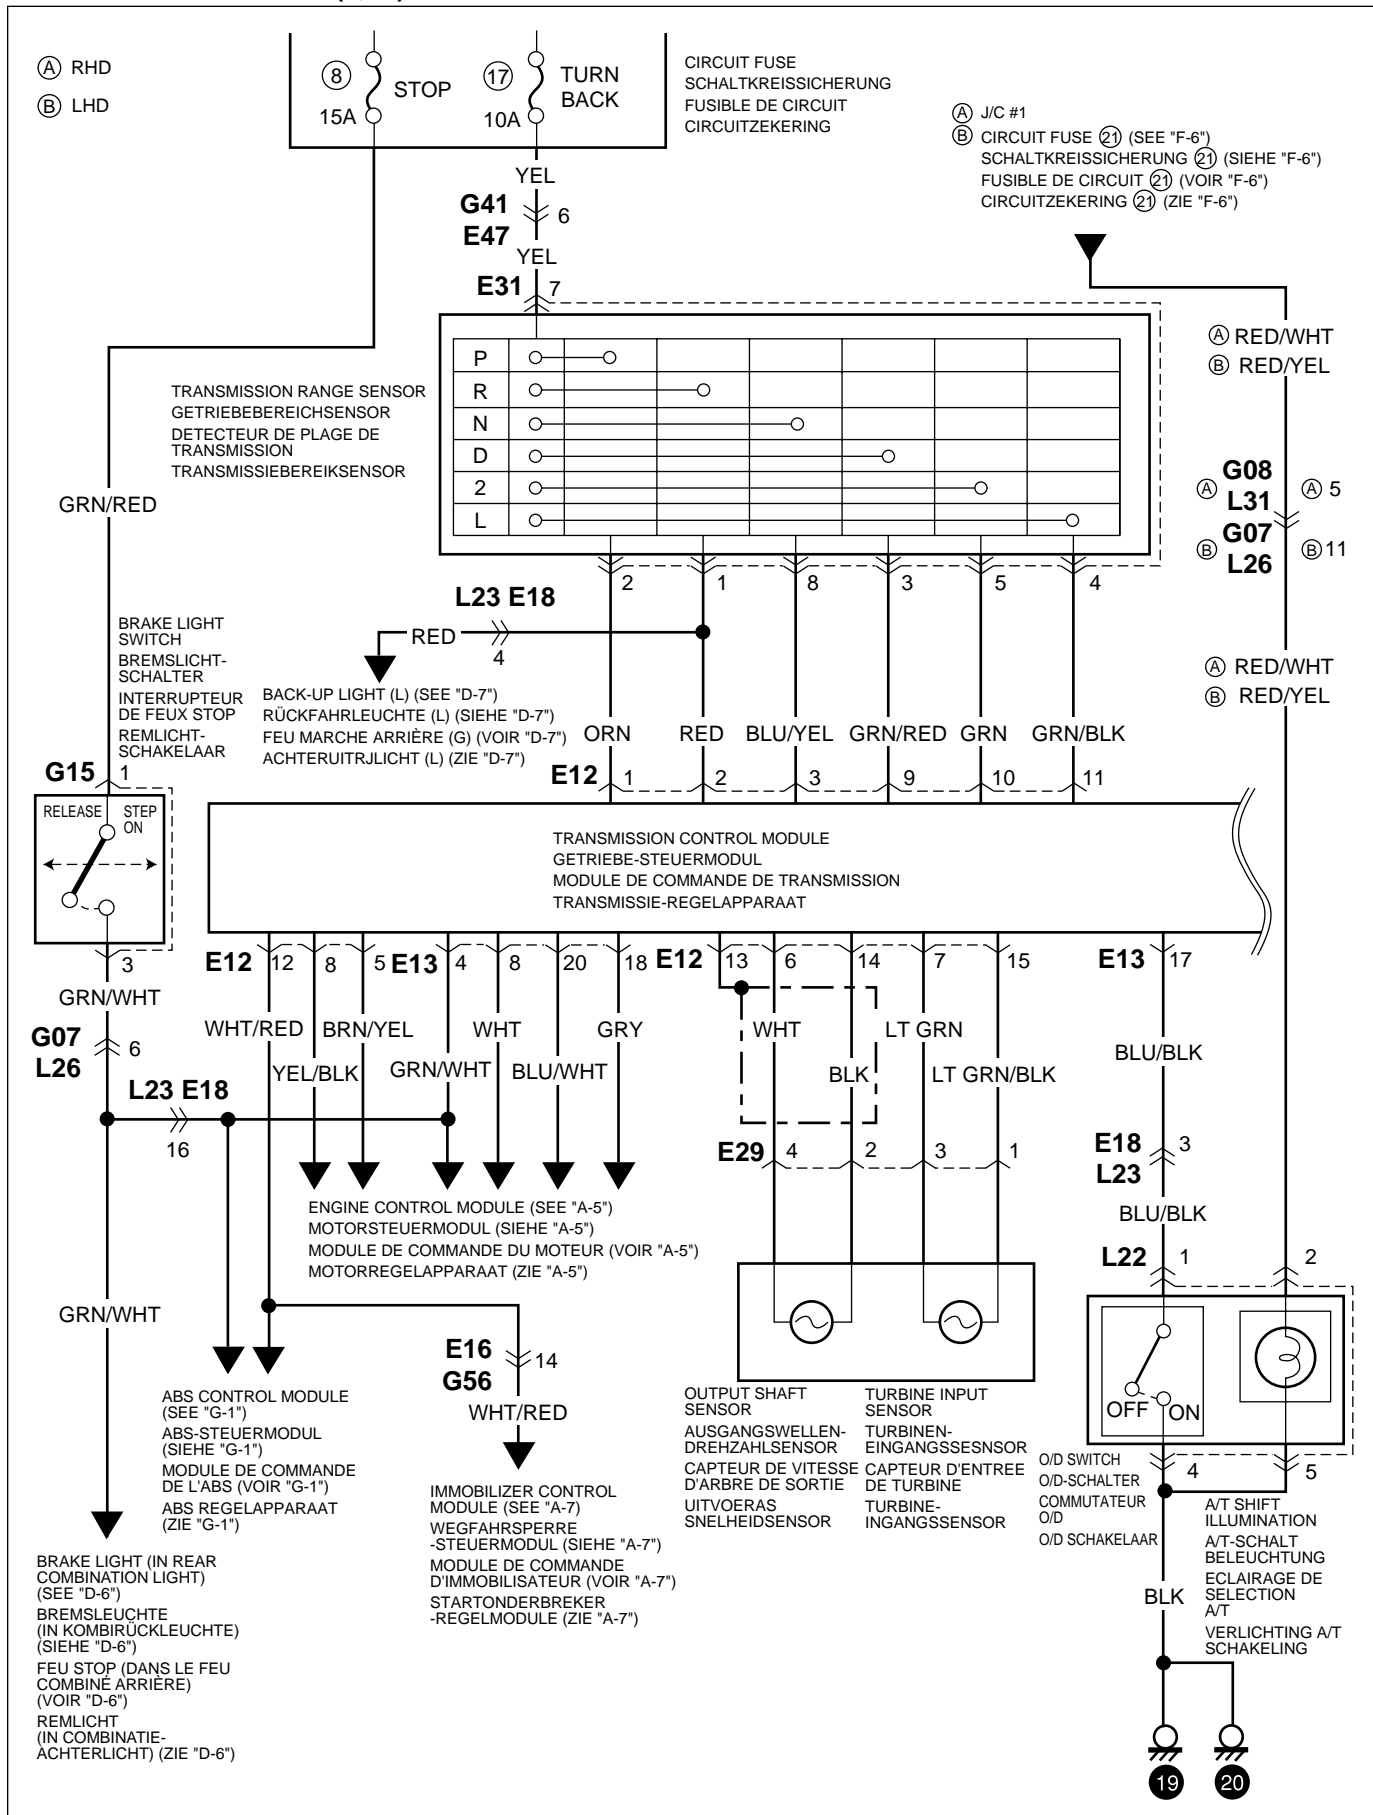 Ⓐ RHD
Ⓑ LHD
⑧ STOP
15A
⑰ TURN
BACK
10A
CIRCUIT FUSE
SCHALTKREISSICHERUNG
FUSIBLE DE CIRCUIT
CIRCUITZEKERING
Ⓐ J/C #1
Ⓑ CIRCUIT FUSE ㉑ (SEE "F-6")
SCHALTKREISSICHERUNG ㉑ (SIEHE "F-6")
FUSIBLE DE CIRCUIT ㉑ (VOIR "F-6")
CIRCUITZEKERING ㉑ (ZIE "F-6")
YEL
G41
E47
6
YEL
E31 7
Ⓐ RED/WHT
Ⓑ RED/YEL
P
R
N
D
2
L
TRANSMISSION RANGE SENSOR
GETRIEBEBEREICHSENSOR
DETECTEUR DE PLAGE DE
TRANSMISSION
TRANSMISSIEBEREIKSENSOR
GRN/RED
G08
Ⓐ L31 Ⓐ 5
G07
Ⓑ L26 Ⓑ 11
2 1 8 3 5 4
L23 E18
RED
4
BRAKE LIGHT
SWITCH
BREMSLICHT-
SCHALTER
INTERRUPTEUR
DE FEUX STOP
REMLICHT-
SCHAKELAAR
BACK-UP LIGHT (L) (SEE "D-7")
RÜCKFAHRLEUCHTE (L) (SIEHE "D-7")
FEU MARCHE ARRIÈRE (G) (VOIR "D-7")
ACHTERUITRJLICHT (L) (ZIE "D-7")
Ⓐ RED/WHT
Ⓑ RED/YEL
ORN RED BLU/YEL GRN/RED GRN GRN/BLK
E12 1 2 3 9 10 11
G15 1
RELEASE STEP
ON
TRANSMISSION CONTROL MODULE
GETRIEBE-STEUERMODUL
MODULE DE COMMANDE DE TRANSMISSION
TRANSMISSIE-REGELAPPARAAT
3
GRN/WHT
G07
L26
6
E12 12 8 5 E13 4 8 20 18 E12 13 6 14 7 15 E13 17
WHT/RED BRN/YEL WHT GRY WHT LT GRN
YEL/BLK GRN/WHT BLU/WHT BLK LT GRN/BLK
BLU/BLK
L23 E18
16
E29 4 2 3 1
E18
L23
3
BLU/BLK
L22 1 2
ENGINE CONTROL MODULE (SEE "A-5")
MOTORSTEUERMODUL (SIEHE "A-5")
MODULE DE COMMANDE DU MOTEUR (VOIR "A-5")
MOTORREGELAPPARAAT (ZIE "A-5")
GRN/WHT
E16
G56
14
WHT/RED
OFF ON
4 5
ABS CONTROL MODULE
(SEE "G-1")
ABS-STEUERMODUL
(SIEHE "G-1")
MODULE DE COMMANDE
DE L'ABS (VOIR "G-1")
ABS REGELAPPARAAT
(ZIE "G-1")
OUTPUT SHAFT
SENSOR
AUSGANGSWELLEN-
DREHZAHLSENSOR
CAPTEUR DE VITESSE
D'ARBRE DE SORTIE
UITVOERAS
SNELHEIDSENSOR
TURBINE INPUT
SENSOR
TURBINEN-
EINGANGSSESNSOR
CAPTEUR D'ENTREE
DE TURBINE
TURBINE-
INGANGSSENSOR
O/D SWITCH
O/D-SCHALTER
COMMUTATEUR
O/D
O/D SCHAKELAAR
A/T SHIFT
ILLUMINATION
A/T-SCHALT
BELEUCHTUNG
ECLAIRAGE DE
SELECTION
A/T
VERLICHTING A/T
SCHAKELING
IMMOBILIZER CONTROL
MODULE (SEE "A-7)
WEGFAHRSPERRE
-STEUERMODUL (SIEHE "A-7")
MODULE DE COMMANDE
D'IMMOBILISATEUR (VOIR "A-7")
STARTONDERBREKER
-REGELMODULE (ZIE "A-7")
BRAKE LIGHT (IN REAR
COMBINATION LIGHT)
(SEE "D-6")
BREMSLEUCHTE
(IN KOMBIRÜCKLEUCHTE)
(SIEHE "D-6")
FEU STOP (DANS LE FEU
COMBINÉ ARRIÈRE)
(VOIR "D-6")
REMLICHT
(IN COMBINATIE-
ACHTERLICHT) (ZIE "D-6")
BLK
19 20